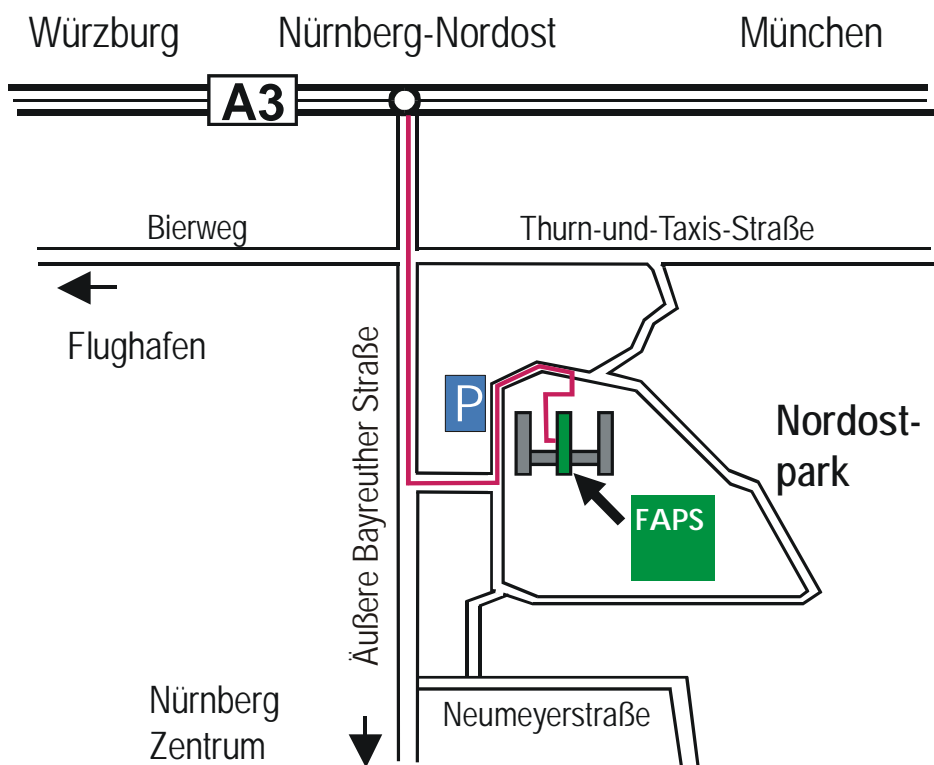 Würzburg
Nürnberg-Nordost
München
A3
Bierweg
Thurn-und-Taxis-Straße
Flughafen
Äußere Bayreuther Straße
P
Nordost-
park
FAPS
Nürnberg
Zentrum
Neumeyerstraße